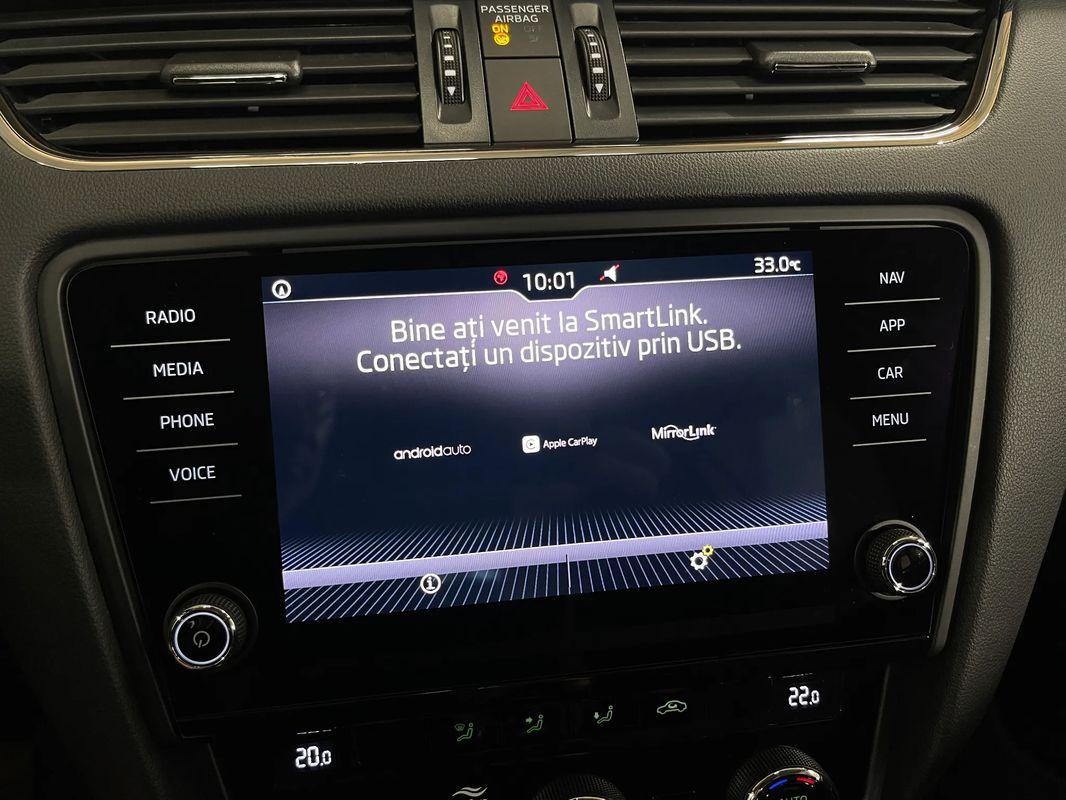 PASSENGER
AIRBAG
ON OFF
10:01
33.0°C
Bine ați venit la SmartLink.
Conectați un dispozitiv prin USB.
androidauto
Apple CarPlay
MirrorLink
RADIO
MEDIA
PHONE
VOICE
NAV
APP
CAR
MENU
20.0
22.0
AUTO